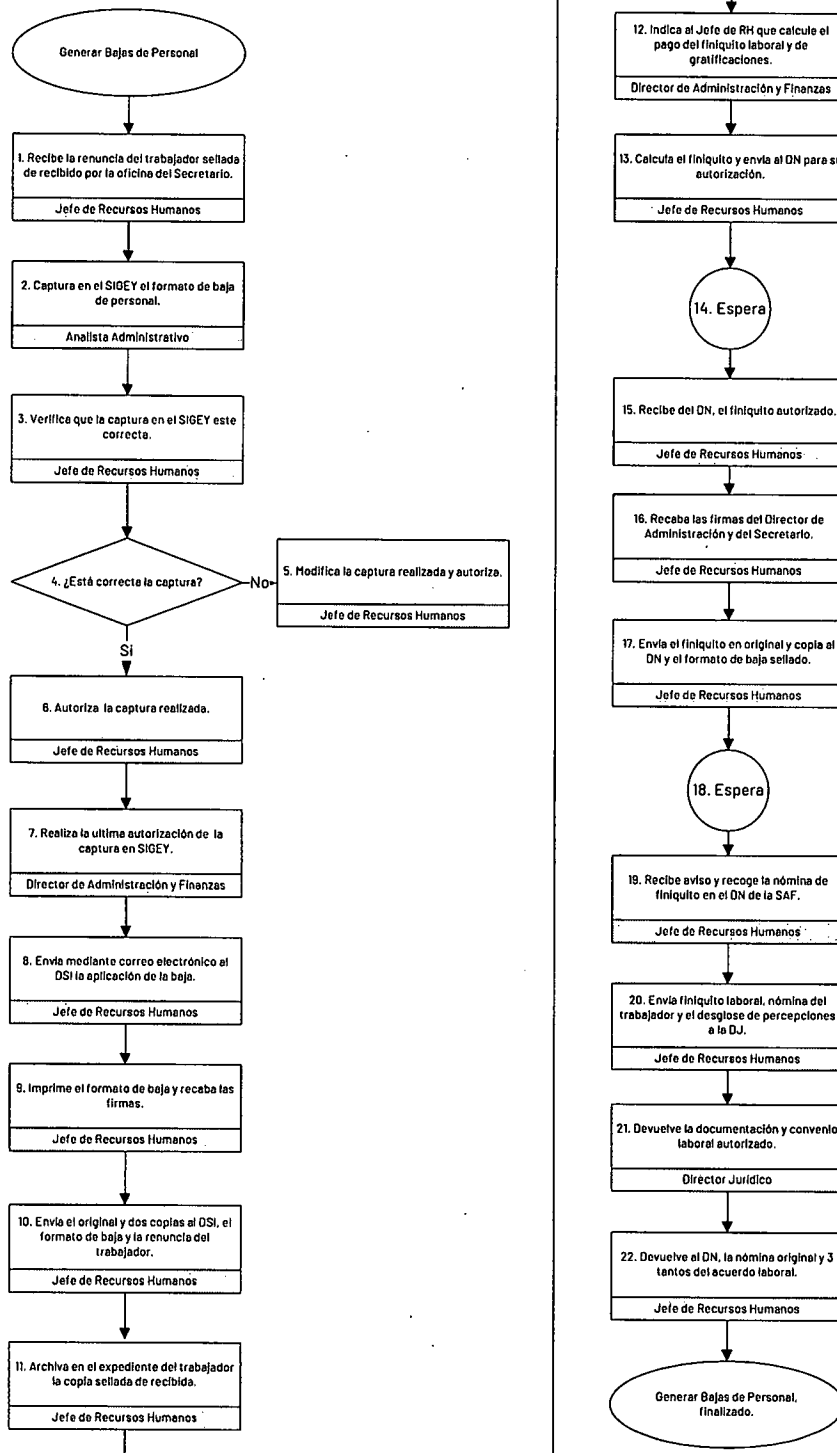 Generar Bajas de Personal
1. Recibe la renuncia del trabajador sellada
de recibido por la oficina del Secretario.
Jefe de Recursos Humanos
2. Captura en el SIGEY el formato de baja
de personal.
Analista Administrativo
3. Verifica que la captura en el SIGEY este
correcta.
Jefe de Recursos Humanos
4. ¿Está correcta la captura?
No
5. Modifica la captura realizada y autoriza.
Jefe de Recursos Humanos
Si
6. Autoriza la captura realizada.
Jefe de Recursos Humanos
7. Realiza la ultima autorización de la
captura en SIGEY.
Director de Administración y Finanzas
8. Envía mediante correo electrónico al
DSI la aplicación de la baja.
Jefe de Recursos Humanos
9. Imprime el formato de baja y recaba las
firmas.
Jefe de Recursos Humanos
10. Envía el original y dos copias al DSI, el
formato de baja y la renuncia del
trabajador.
Jefe de Recursos Humanos
11. Archiva en el expediente del trabajador
la copia sellada de recibida.
Jefe de Recursos Humanos
12. Indica al Jefe de RH que calcule el
pago del finiquito laboral y de
gratificaciones.
Director de Administración y Finanzas
13. Calcula el finiquito y envía al DN para su
autorización.
Jefe de Recursos Humanos
14. Espera
15. Recibe del DN, el finiquito autorizado.
Jefe de Recursos Humanos
16. Recaba las firmas del Director de
Administración y del Secretario.
Jefe de Recursos Humanos
17. Envía el finiquito en original y copia al
DN y el formato de baja sellado.
Jefe de Recursos Humanos
18. Espera
19. Recibe aviso y recoge la nómina de
finiquito en el DN de la SAF.
Jefe de Recursos Humanos
20. Envía finiquito laboral, nómina del
trabajador y el desglose de percepciones
a la DJ.
Jefe de Recursos Humanos
21. Devuelve la documentación y convenio
laboral autorizado.
Director Jurídico
22. Devuelve al DN, la nómina original y 3
tantos del acuerdo laboral.
Jefe de Recursos Humanos
Generar Bajas de Personal,
finalizado.